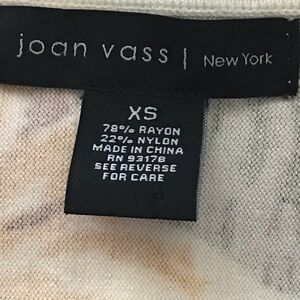 joan vass | New York
XS
78% RAYON
22% NYLON
MADE IN CHINA
RN 93178
SEE REVERSE
FOR CARE